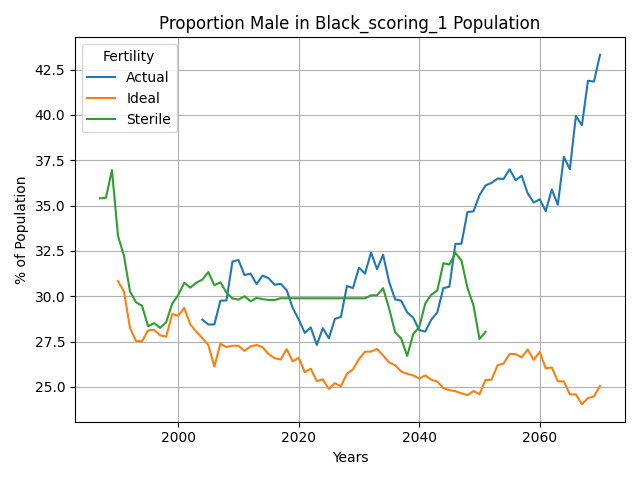 Proportion Male in Black_scoring_1 Population
Fertility
Actual
Ideal
Sterile
42.5
40.0
37.5
35.0
32.5
30.0
27.5
25.0
% of Population
2000
2020
2040
2060
Years